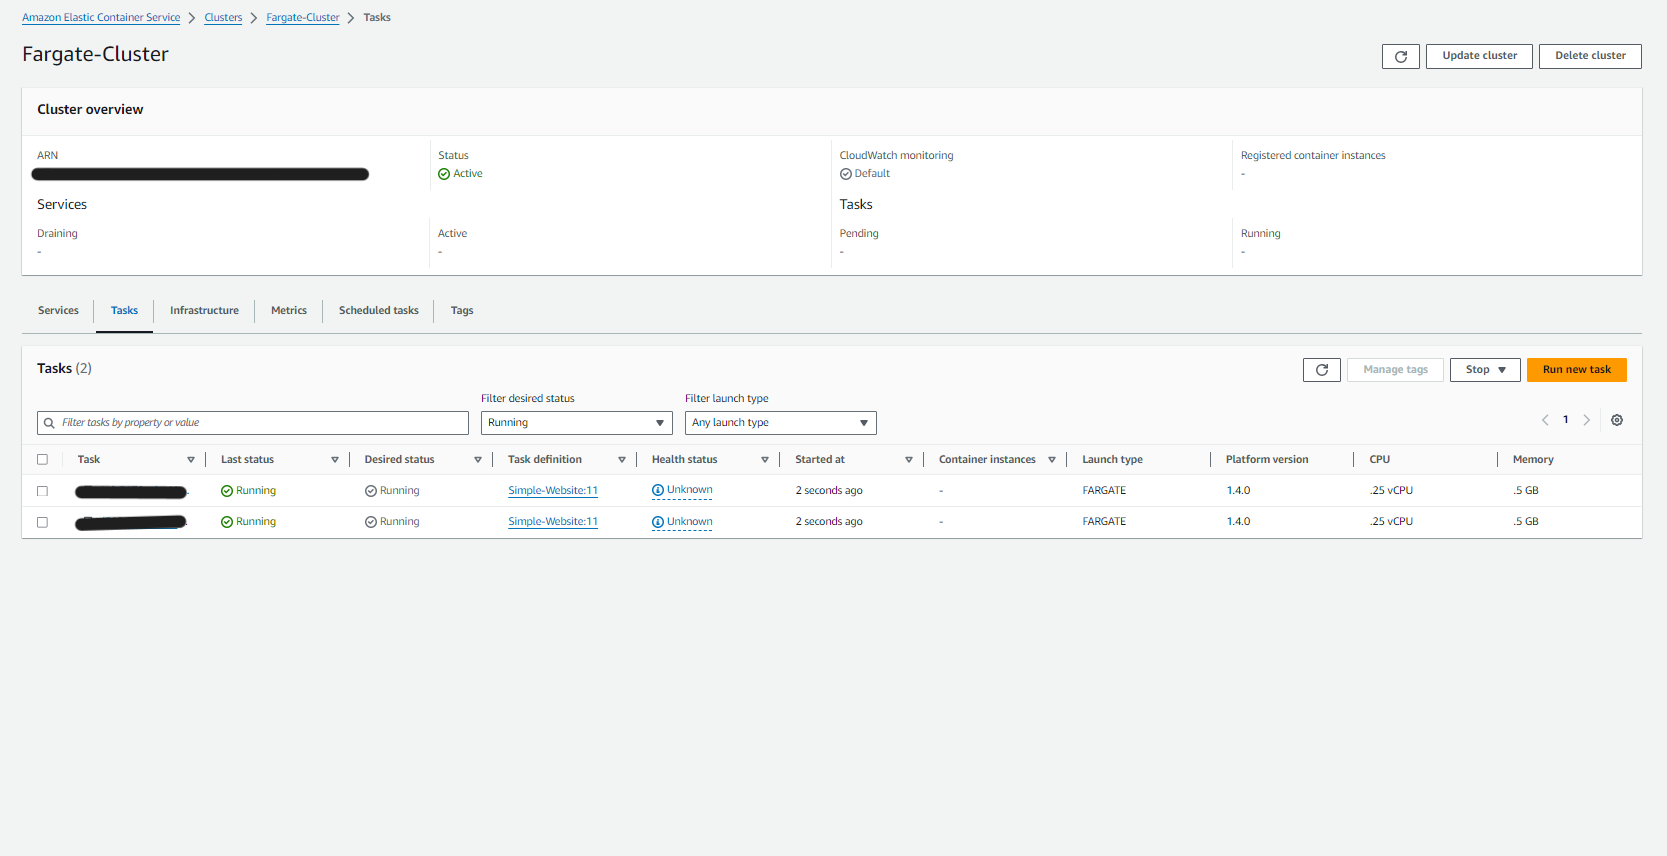 Amazon Elastic Container Service > Clusters > Fargate-Cluster > Tasks
Fargate-Cluster
Update cluster Delete cluster
Cluster overview
ARN Status CloudWatch monitoring Registered container instances
Active Default -
Services Tasks
Draining Active Pending Running
- - - -
Services Tasks Infrastructure Metrics Scheduled tasks Tags
Tasks (2) Manage tags Stop Run new task
Filter desired status Filter launch type
Filter tasks by property or value Running Any launch type 1
Task Last status Desired status Task definition Health status Started at Container instances Launch type Platform version CPU Memory
Running Running Simple-Website:11 Unknown 2 seconds ago - FARGATE 1.4.0 .25 vCPU .5 GB
Running Running Simple-Website:11 Unknown 2 seconds ago - FARGATE 1.4.0 .25 vCPU .5 GB